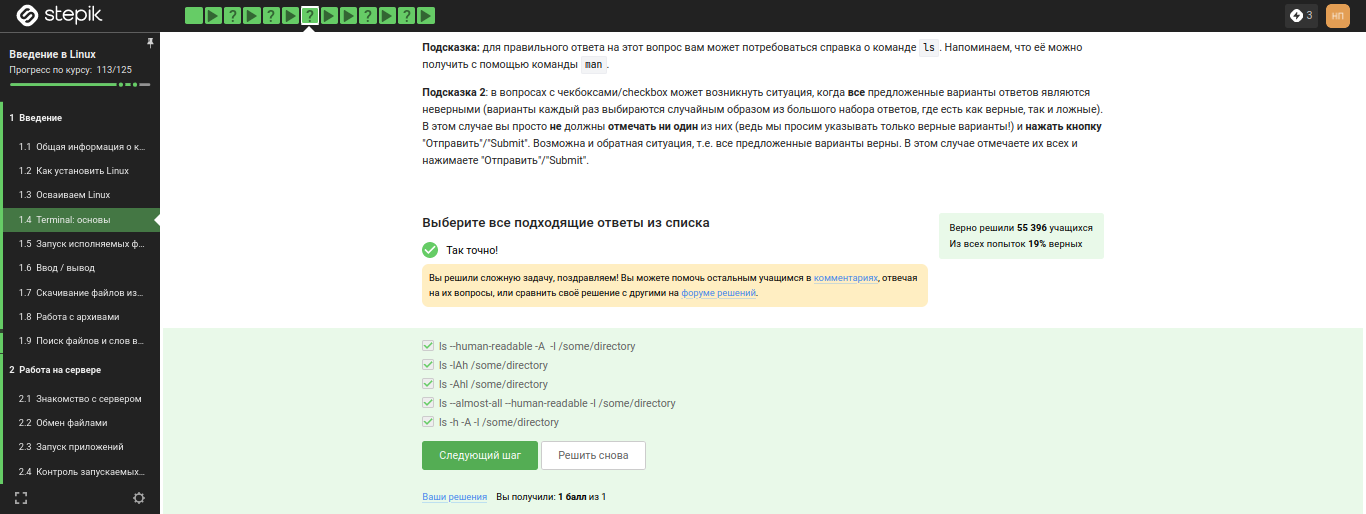 stepik
?
?
?
?
?
3
НП
Введение в Linux
Прогресс по курсу: 113/125
1 Введение
1.1 Общая информация о к...
1.2 Как установить Linux
1.3 Осваиваем Linux
1.4 Terminal: основы
1.5 Запуск исполняемых ф...
1.6 Ввод / вывод
1.7 Скачивание файлов из...
1.8 Работа с архивами
1.9 Поиск файлов и слов в...
2 Работа на сервере
2.1 Знакомство с сервером
2.2 Обмен файлами
2.3 Запуск приложений
2.4 Контроль запускаемых...
Подсказка: для правильного ответа на этот вопрос вам может потребоваться справка о команде ls. Напоминаем, что её можно
получить с помощью команды man.
Подсказка 2: в вопросах с чекбоксами/checkbox может возникнуть ситуация, когда все предложенные варианты ответов являются
неверными (варианты каждый раз выбираются случайным образом из большого набора ответов, где есть как верные, так и ложные).
В этом случае вы просто не должны отмечать ни один из них (ведь мы просим указывать только верные варианты!) и нажать кнопку
"Отправить"/"Submit". Возможна и обратная ситуация, т.е. все предложенные варианты верны. В этом случае отмечаете их всех и
нажимаете "Отправить"/"Submit".
Выберите все подходящие ответы из списка
Верно решили 55 396 учащихся
Из всех попыток 19% верных
Так точно!
Вы решили сложную задачу, поздравляем! Вы можете помочь остальным учащимся в комментариях, отвечая
на их вопросы, или сравнить своё решение с другими на форуме решений.
ls --human-readable -A -l /some/directory
ls -lAh /some/directory
ls -Ahl /some/directory
ls --almost-all --human-readable -l /some/directory
ls -h -A -l /some/directory
Следующий шаг
Решить снова
Ваши решения Вы получили: 1 балл из 1